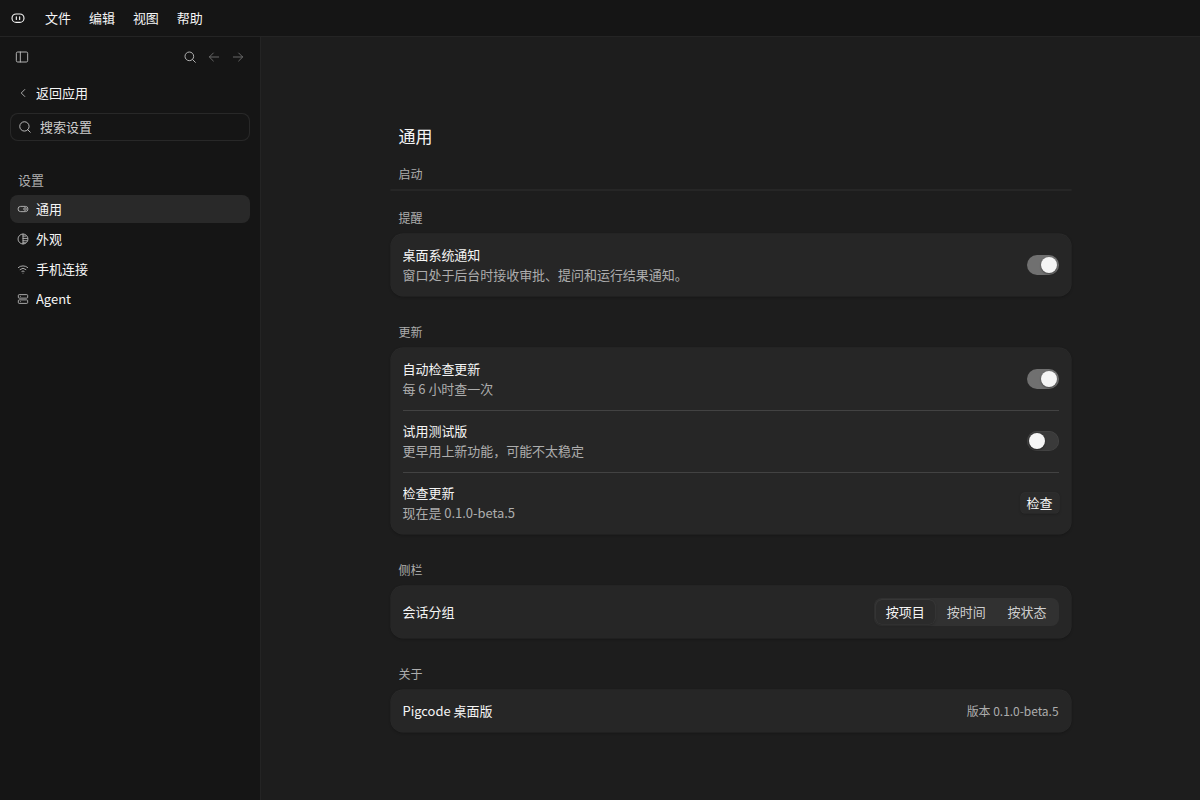 文件 编辑 视图 帮助
返回应用
搜索设置
设置
通用
外观
手机连接
Agent
通用
启动
提醒
桌面系统通知
窗口处于后台时接收审批、提问和运行结果通知。
更新
自动检查更新
每 6 小时查一次
试用测试版
更早用上新功能，可能不太稳定
检查更新
现在是 0.1.0-beta.5
检查
侧栏
会话分组
按项目 按时间 按状态
关于
Pigcode 桌面版
版本 0.1.0-beta.5